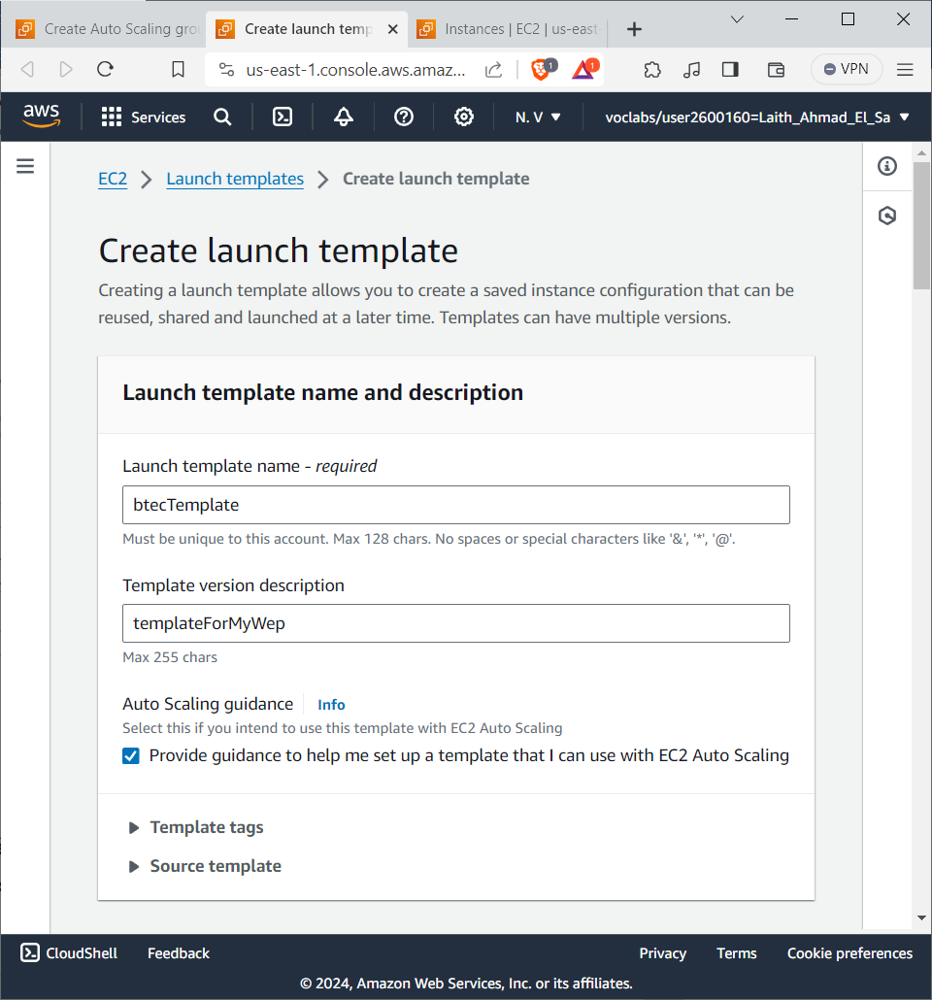 Create Auto Scaling grou
Create launch temp
Instances | EC2 | us-east-
us-east-1.console.aws.amaz...
1
1
VPN
aws
Services
N. V
voclabs/user2600160=Laith_Ahmad_El_Sa
EC2
Launch templates
Create launch template
Create launch template
Creating a launch template allows you to create a saved instance configuration that can be
reused, shared and launched at a later time. Templates can have multiple versions.
Launch template name and description
Launch template name - required
btecTemplate
Must be unique to this account. Max 128 chars. No spaces or special characters like '&', '*', '@'.
Template version description
templateForMyWep
Max 255 chars
Auto Scaling guidance
Info
Select this if you intend to use this template with EC2 Auto Scaling
Provide guidance to help me set up a template that I can use with EC2 Auto Scaling
Template tags
Source template
CloudShell
Feedback
Privacy
Terms
Cookie preferences
© 2024, Amazon Web Services, Inc. or its affiliates.